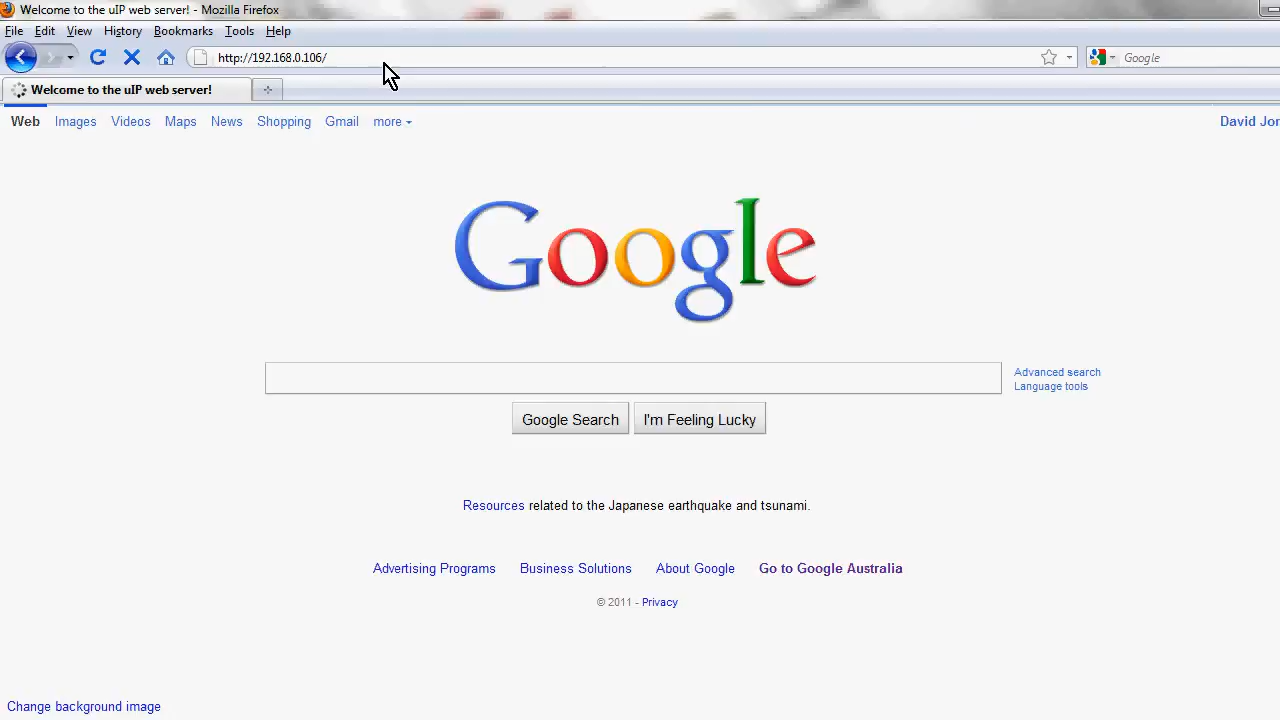 Welcome to the uIP web server! - Mozilla Firefox
File Edit View History Bookmarks Tools Help
http://192.168.0.106/
Google
Welcome to the uIP web server!
Web Images Videos Maps News Shopping Gmail more
David Jon
Google
Advanced search
Language tools
Google Search I'm Feeling Lucky
Resources related to the Japanese earthquake and tsunami.
Advertising Programs Business Solutions About Google Go to Google Australia
© 2011 - Privacy
Change background image